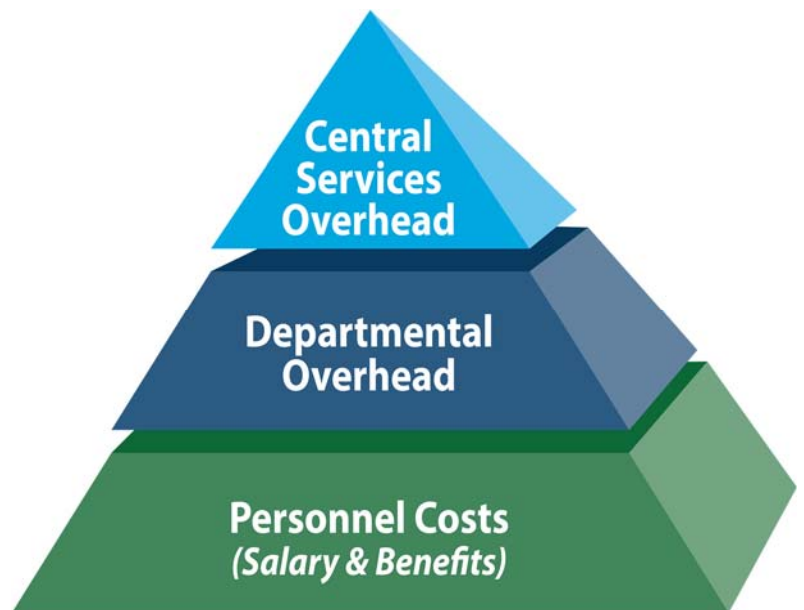 Central
Services
Overhead
Departmental
Overhead
Personnel Costs
(Salary & Benefits)